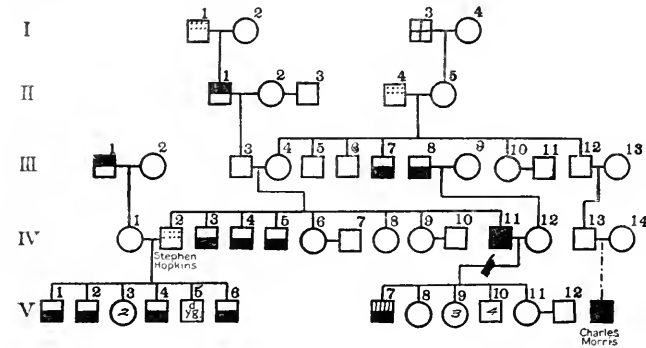 I 1 2 3 4
II 1 2 3 4 5
III 1 2 3 4 5 6 7 8 9 10 11 12 13
IV 1 2 3 4 5 6 7 8 9 10 11 12 13 14
Stephen
Hopkins
V 1 2 3 4 5 6 7 8 9 10 11 12
2 d yg 3 4
Charles
Morris